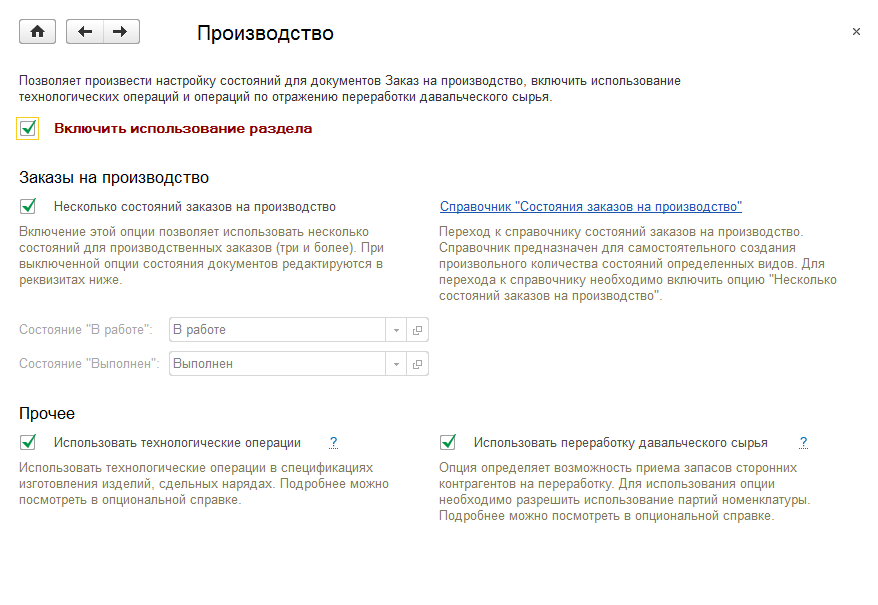 Производство
Позволяет произвести настройку состояний для документов Заказ на производство, включить использование
технологических операций и операций по отражению переработки давальческого сырья.
Включить использование раздела
Заказы на производство
Несколько состояний заказов на производство
Включение этой опции позволяет использовать несколько
состояний для производственных заказов (три и более). При
выключенной опции состояния документов редактируются в
реквизитах ниже.
Справочник "Состояния заказов на производство"
Переход к справочнику состояний заказов на производство.
Справочник предназначен для самостоятельного создания
произвольного количества состояний определенных видов. Для
перехода к справочнику необходимо включить опцию "Несколько
состояний заказов на производство".
Состояние "В работе": В работе
Состояние "Выполнен": Выполнен
Прочее
Использовать технологические операции ?
Использовать технологические операции в спецификациях
изготовления изделий, сдельных нарядах. Подробнее можно
посмотреть в опциональной справке.
Использовать переработку давальческого сырья ?
Опция определяет возможность приема запасов сторонних
контрагентов на переработку. Для использования опции
необходимо разрешить использование партий номенклатуры.
Подробнее можно посмотреть в опциональной справке.